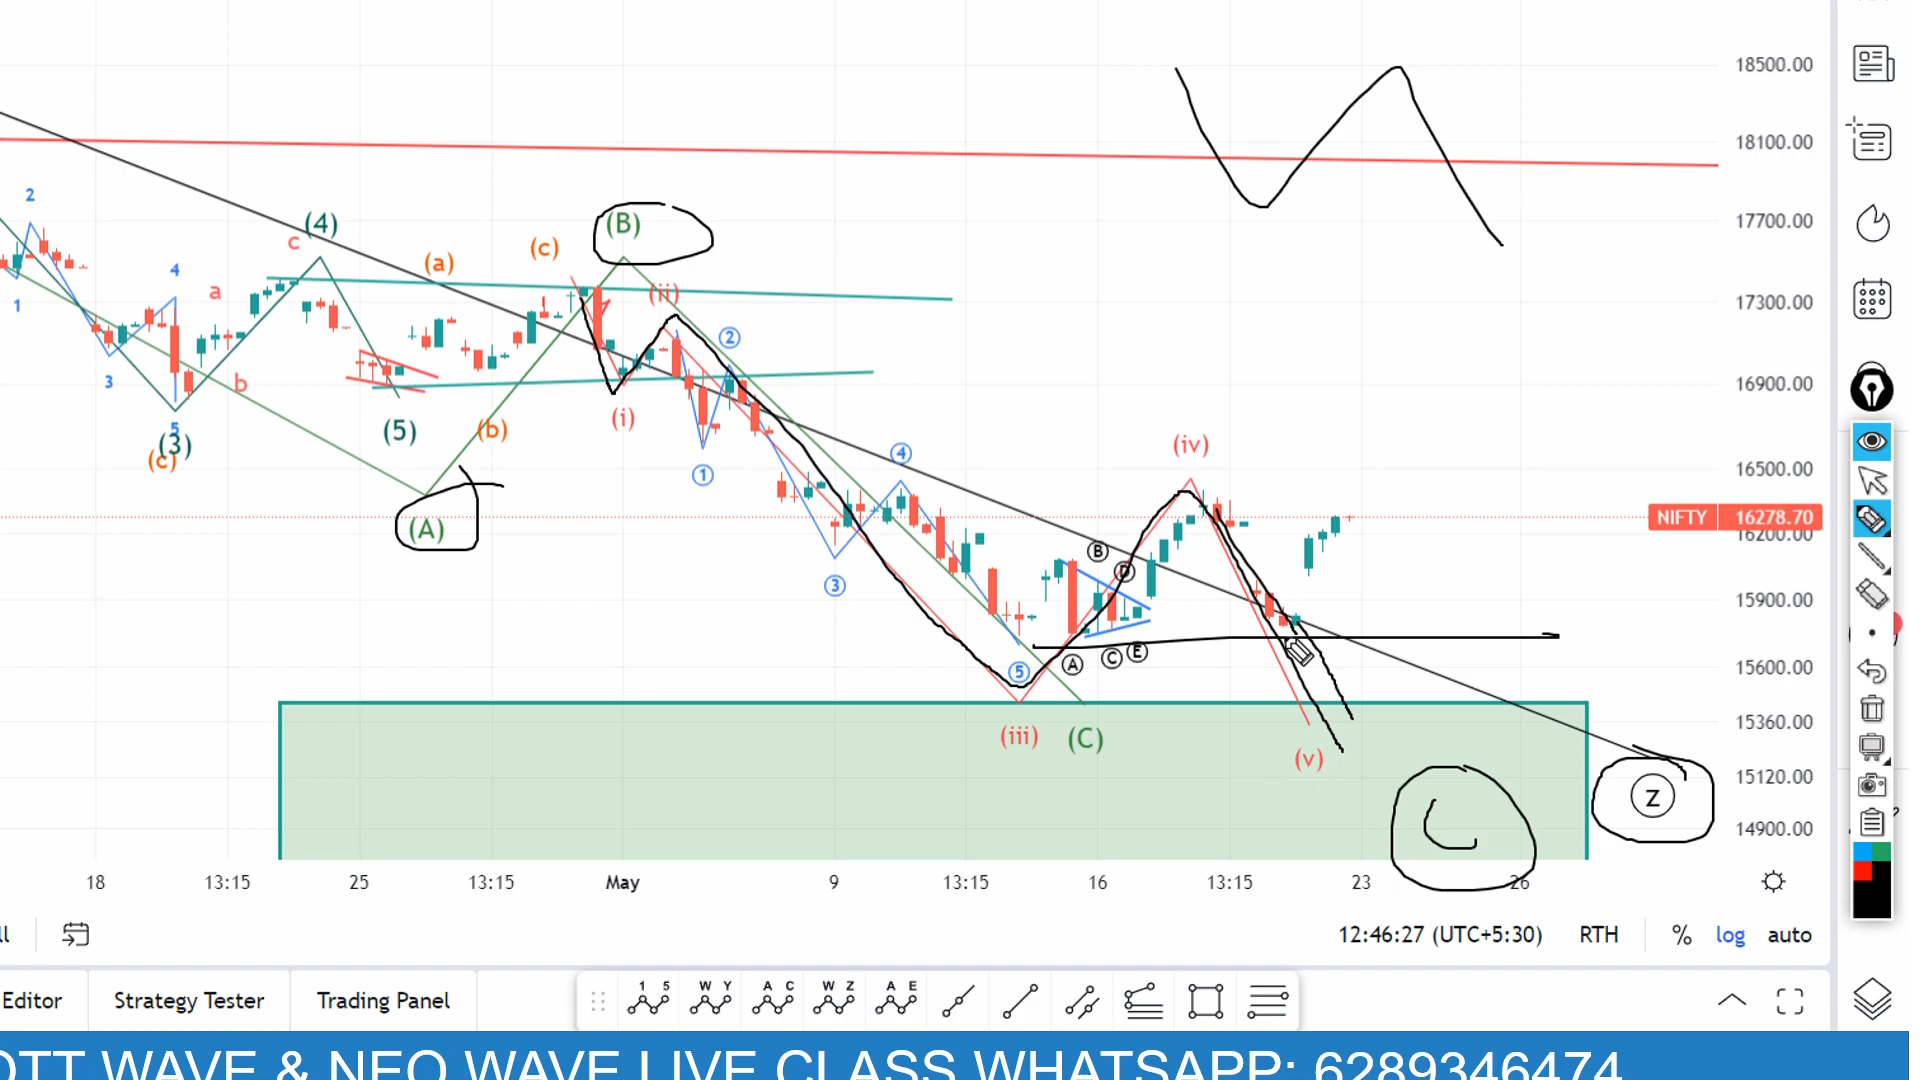 18500.00
18100.00
17700.00
17300.00
16900.00
16500.00
NIFTY 16278.70
16200.00
15900.00
15600.00
15360.00
15120.00
14900.00
2
1
4
3
a
b
c
(4)
5
(3)
(c)
(a)
(5)
(b)
(c)
(A)
(B)
(ii)
(i)
2
1
4
3
5
(iii)
(C)
B
D
A
C
E
(iv)
(v)
C
Z
18 13:15 25 13:15 May 9 13:15 16 13:15 23 26
12:46:27 (UTC+5:30) RTH % log auto
Editor Strategy Tester Trading Panel
1 5 W Y A C W Z A E
OTT WAVE & NEO WAVE LIVE CLASS WHATSAPP: 6289346474